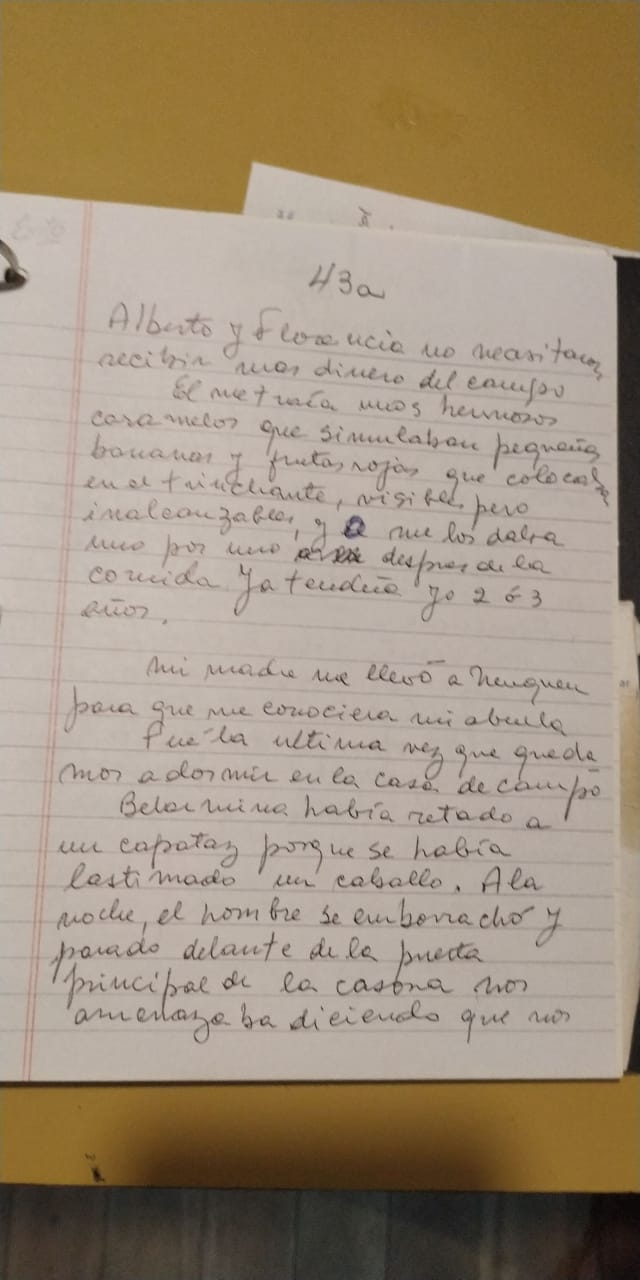 43a
Alberto y Florencia no necesitaron
recibir mas dinero del campo
El me traía unos hermosos
caramelos que simulaban pequeñas
bananas y frutas rojas que colocaba
en el trinchante, visibles pero
inalcanzables, y me los daba
uno por uno despues de la
comida Ya tendría yo 2 ó 3
años.
Mi madre me llevó a Neuquen
para que me conociera mi abuela
Fué la ultima vez que queda
mos a dormir en la casa de campo
Belarmina había retado a
un capataz porque se había
lastimado un caballo. A la
noche, el hombre se emborrachó y
parado delante de la puerta
principal de la casona nos
amenazaba diciendo que nos